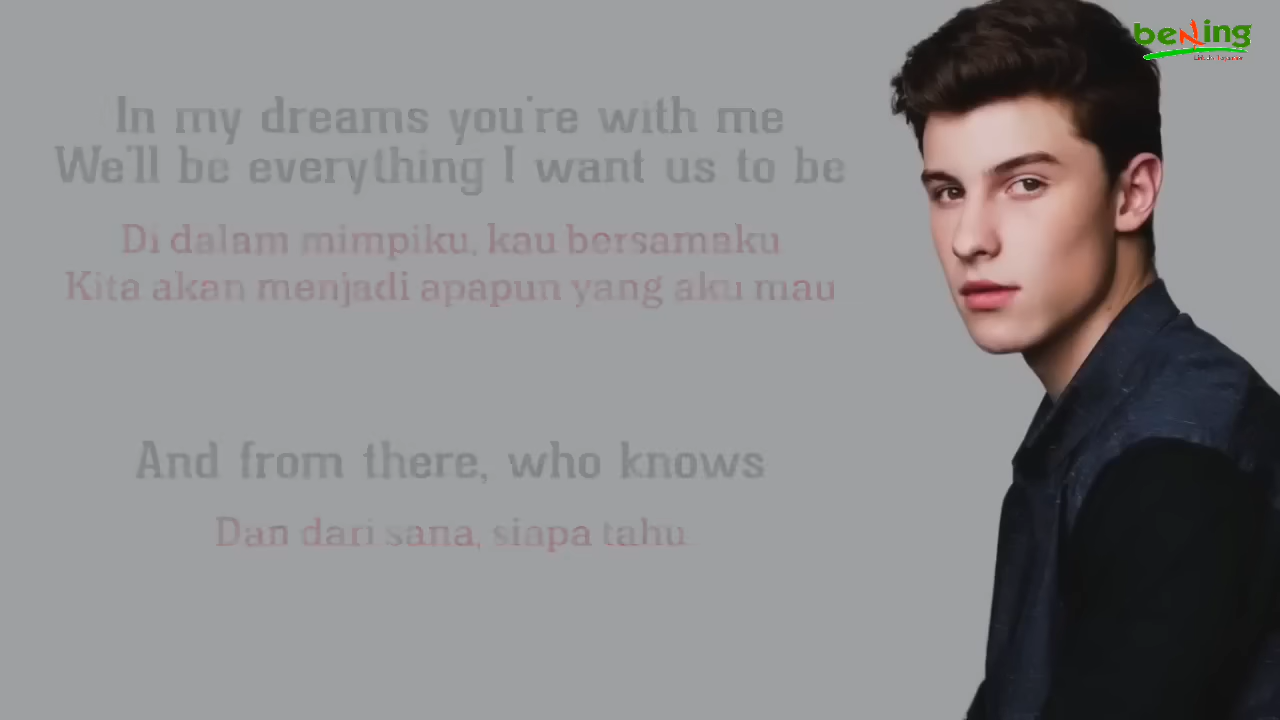 In my dreams you're with me
We'll be everything I want us to be
Di dalam mimpiku, kau bersamaku
Kita akan menjadi apapun yang aku mau
And from there, who knows
Dan dari sana, siapa tahu
bening